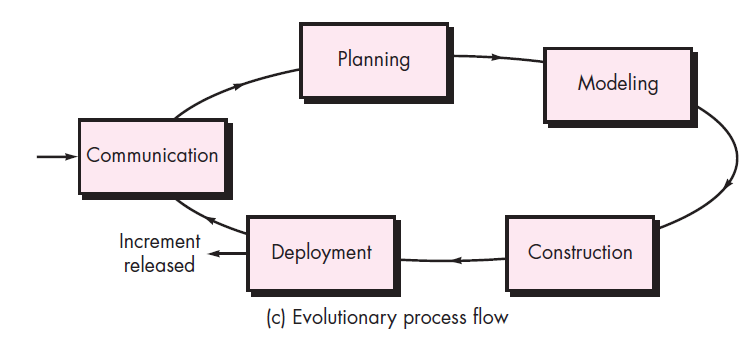 Planning
Modeling
Communication
Increment
released
Deployment
Construction
(c) Evolutionary process flow